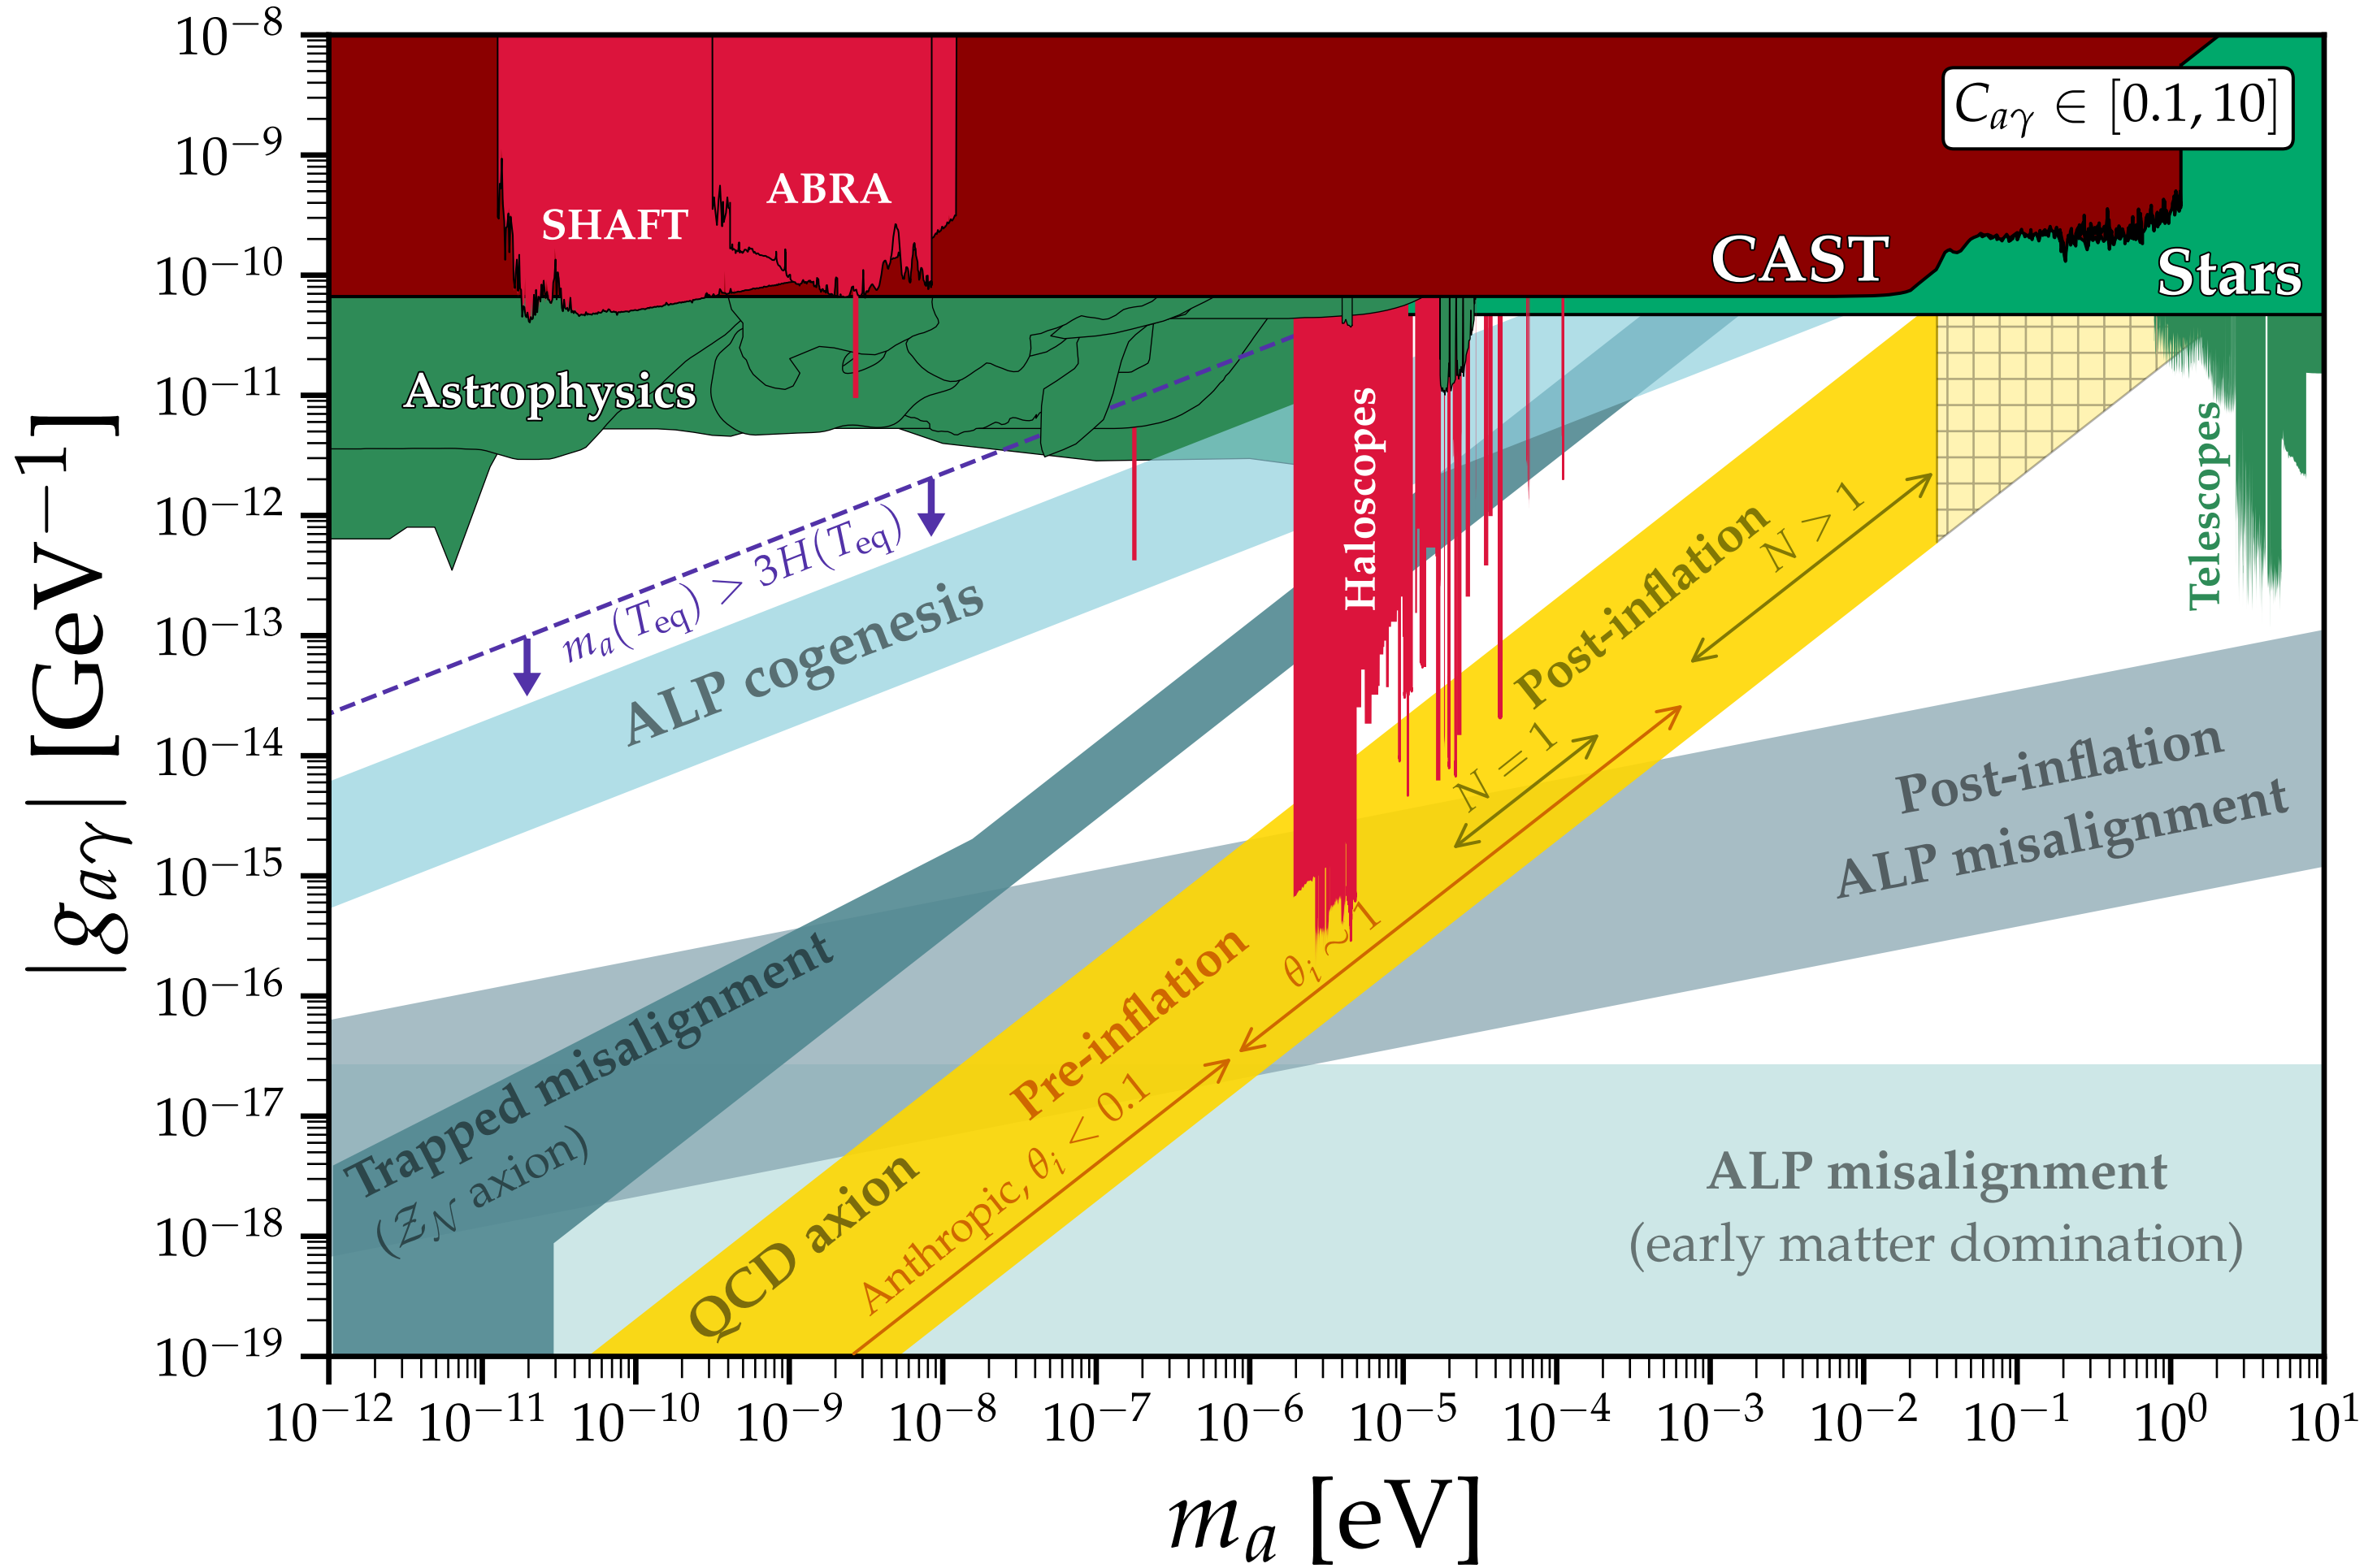 |g_{aγ}| [GeV⁻¹]
10⁻⁸
10⁻⁹
10⁻¹⁰
10⁻¹¹
10⁻¹²
10⁻¹³
10⁻¹⁴
10⁻¹⁵
10⁻¹⁶
10⁻¹⁷
10⁻¹⁸
10⁻¹⁹
C_{aγ} ∈ [0.1, 10]
SHAFT
ABRA
CAST
Stars
Astrophysics
Haloscopes
Telescopes
m_a(T_eq) > 3H(T_eq)
ALP cogenesis
Post-inflation
N > 1
N = 1
Post-inflation
ALP misalignment
Trapped misalignment
(Z_N axion)
Pre-inflation
θ_i ~ 1
QCD axion
Anthropic, θ_i < 0.1
ALP misalignment
(early matter domination)
10⁻¹² 10⁻¹¹ 10⁻¹⁰ 10⁻⁹ 10⁻⁸ 10⁻⁷ 10⁻⁶ 10⁻⁵ 10⁻⁴ 10⁻³ 10⁻² 10⁻¹ 10⁰ 10¹
m_a [eV]